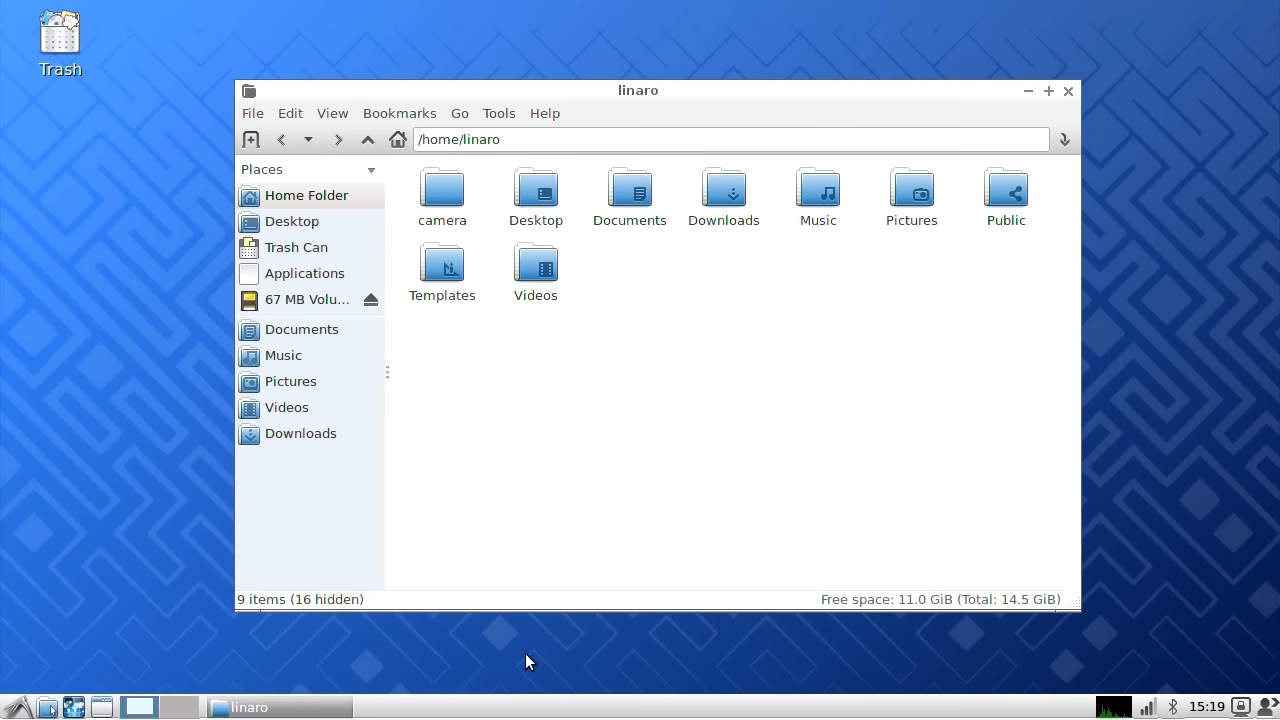 Trash
linaro
File Edit View Bookmarks Go Tools Help
/home/linaro
Places
Home Folder
Desktop
Trash Can
Applications
67 MB Volu...
Documents
Music
Pictures
Videos
Downloads
camera Desktop Documents Downloads Music Pictures Public
Templates Videos
9 items (16 hidden) Free space: 11.0 GiB (Total: 14.5 GiB)
linaro 15:19